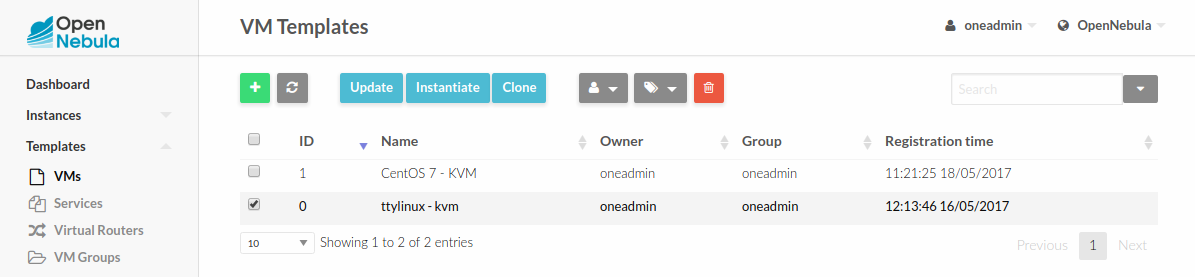 Open
Nebula
VM Templates
oneadmin
OpenNebula
Dashboard
Instances
Templates
VMs
Services
Virtual Routers
VM Groups
Update Instantiate Clone
Search
ID Name Owner Group Registration time
1 CentOS 7 - KVM oneadmin oneadmin 11:21:25 18/05/2017
0 ttylinux - kvm oneadmin oneadmin 12:13:46 16/05/2017
10 Showing 1 to 2 of 2 entries
Previous 1 Next